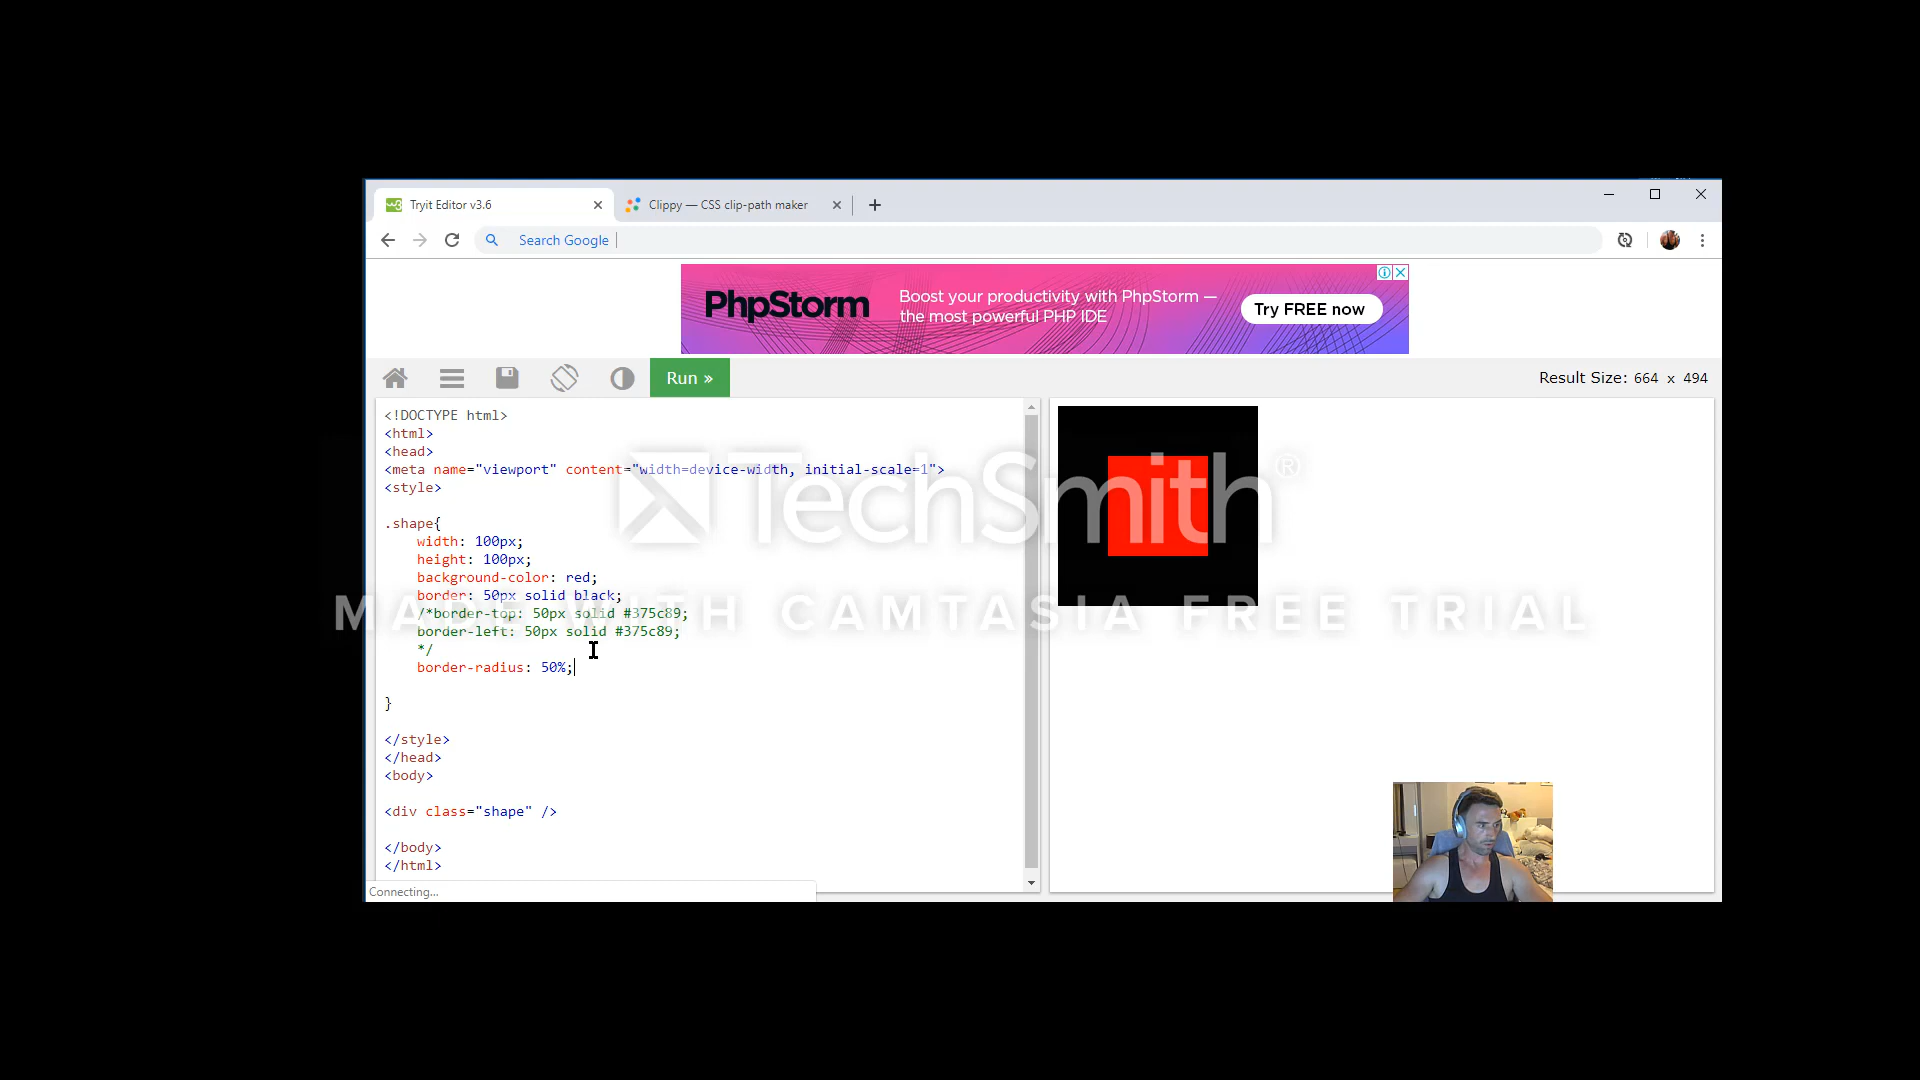 Tryit Editor v3.6
Clippy — CSS clip-path maker
Search Google
PhpStorm
Boost your productivity with PhpStorm —
the most powerful PHP IDE
Try FREE now
Run »
Result Size: 664 x 494
<!DOCTYPE html>
<html>
<head>
<meta name="viewport" content="width=device-width, initial-scale=1">
<style>
.shape{
width: 100px;
height: 100px;
background-color: red;
border: 50px solid black;
/*border-top: 50px solid #375c89;
border-left: 50px solid #375c89;
*/
border-radius: 50%;
}
</style>
</head>
<body>
<div class="shape" />
</body>
</html>
Connecting...
TechSmith®
MADE WITH CAMTASIA FREE TRIAL